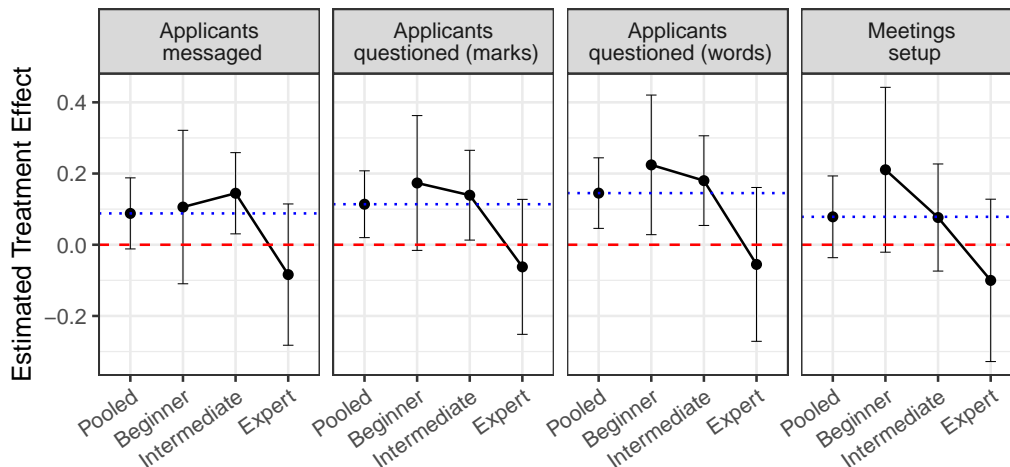 Applicants
messaged
Applicants
questioned (marks)
Applicants
questioned (words)
Meetings
setup
Estimated Treatment Effect
0.4
0.2
0.0
−0.2
Pooled
Beginner
Intermediate
Expert
Pooled
Beginner
Intermediate
Expert
Pooled
Beginner
Intermediate
Expert
Pooled
Beginner
Intermediate
Expert